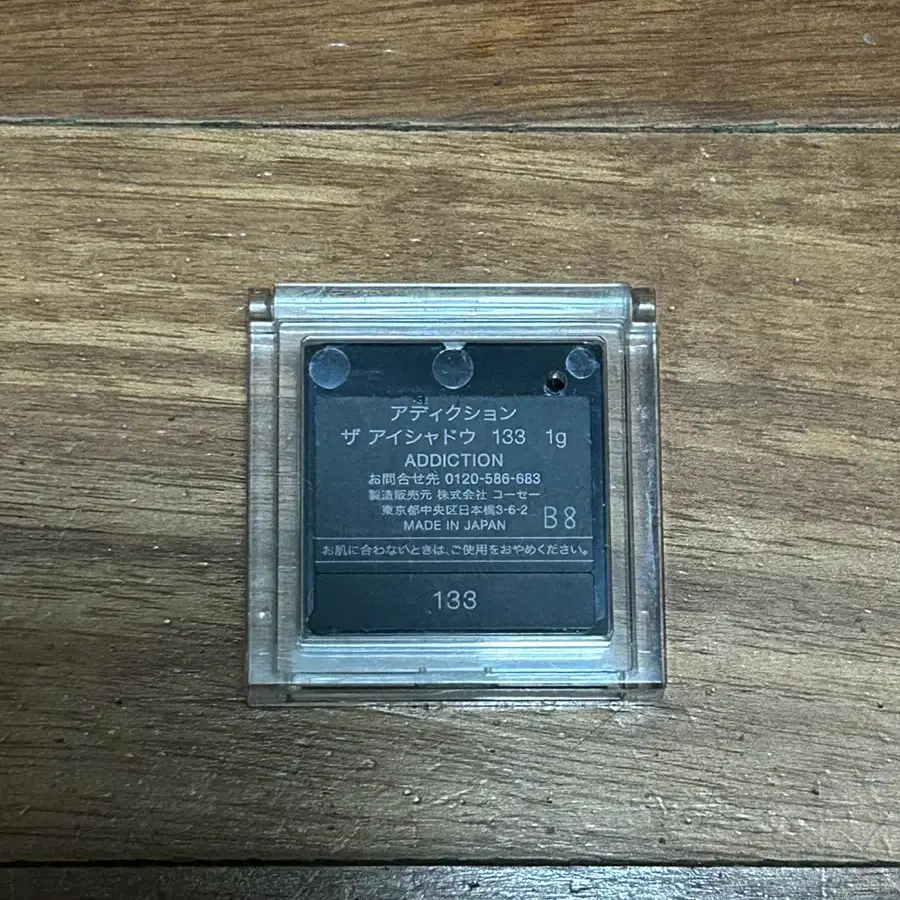 アディクション
ザ アイシャドウ 133 1g
ADDICTION
お問合せ先 0120-586-683
製造販売元 株式会社 コーセー
東京都中央区日本橋3-6-2
MADE IN JAPAN B8
お肌に合わないときは、ご使用をおやめください。
133